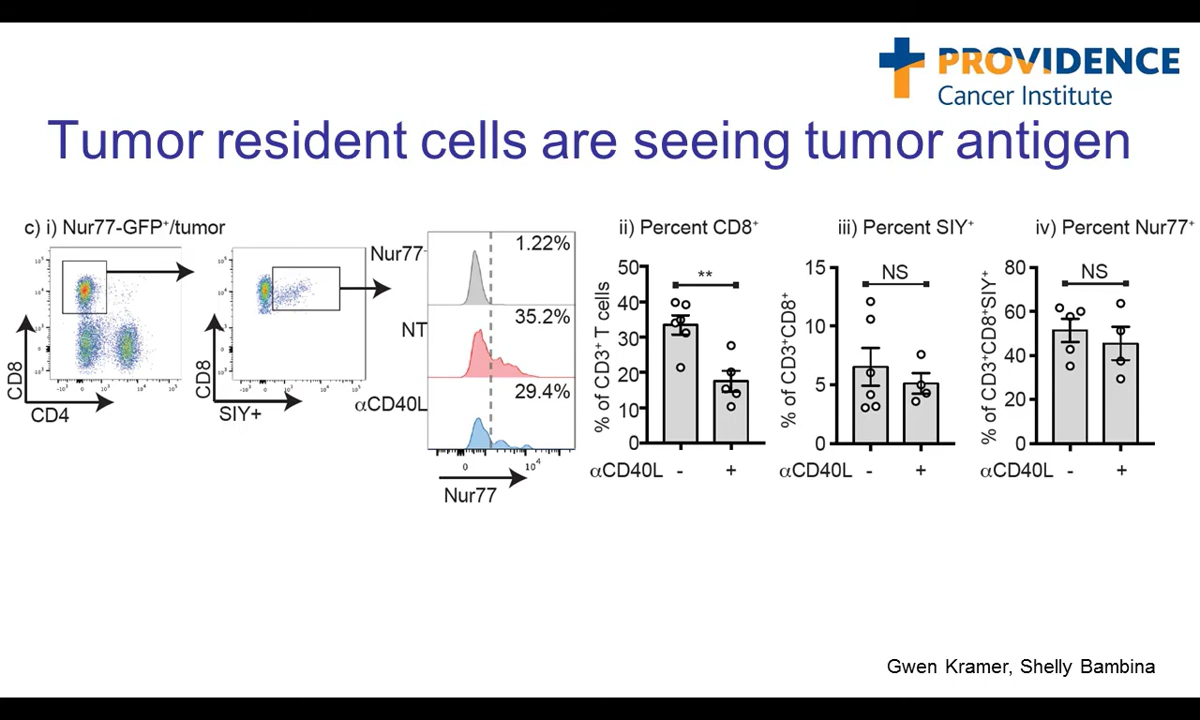 PROVIDENCE
Cancer Institute
Tumor resident cells are seeing tumor antigen
c) i) Nur77-GFP⁺/tumor
CD8
CD4
CD8
SIY+
Nur77⁻
1.22%
NT
35.2%
αCD40L
29.4%
0
10⁴
Nur77
ii) Percent CD8⁺
% of CD3⁺ T cells
50
40
30
20
10
0
**
αCD40L - +
iii) Percent SIY⁺
% of CD3⁺CD8⁺
15
10
5
0
NS
αCD40L - +
iv) Percent Nur77⁺
% of CD3⁺CD8⁺SIY⁺
80
60
40
20
0
NS
αCD40L - +
Gwen Kramer, Shelly Bambina